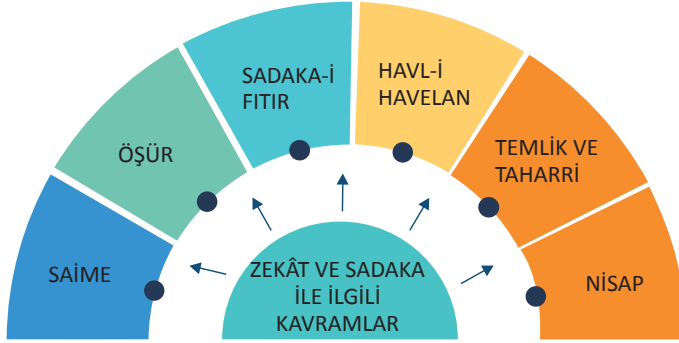 SAİME
ÖŞÜR
SADAKA-İ
FITIR
HAVL-İ
HAVELAN
TEMLİK VE
TAHARRİ
NİSAP
ZEKÂT VE SADAKA
İLE İLGİLİ
KAVRAMLAR